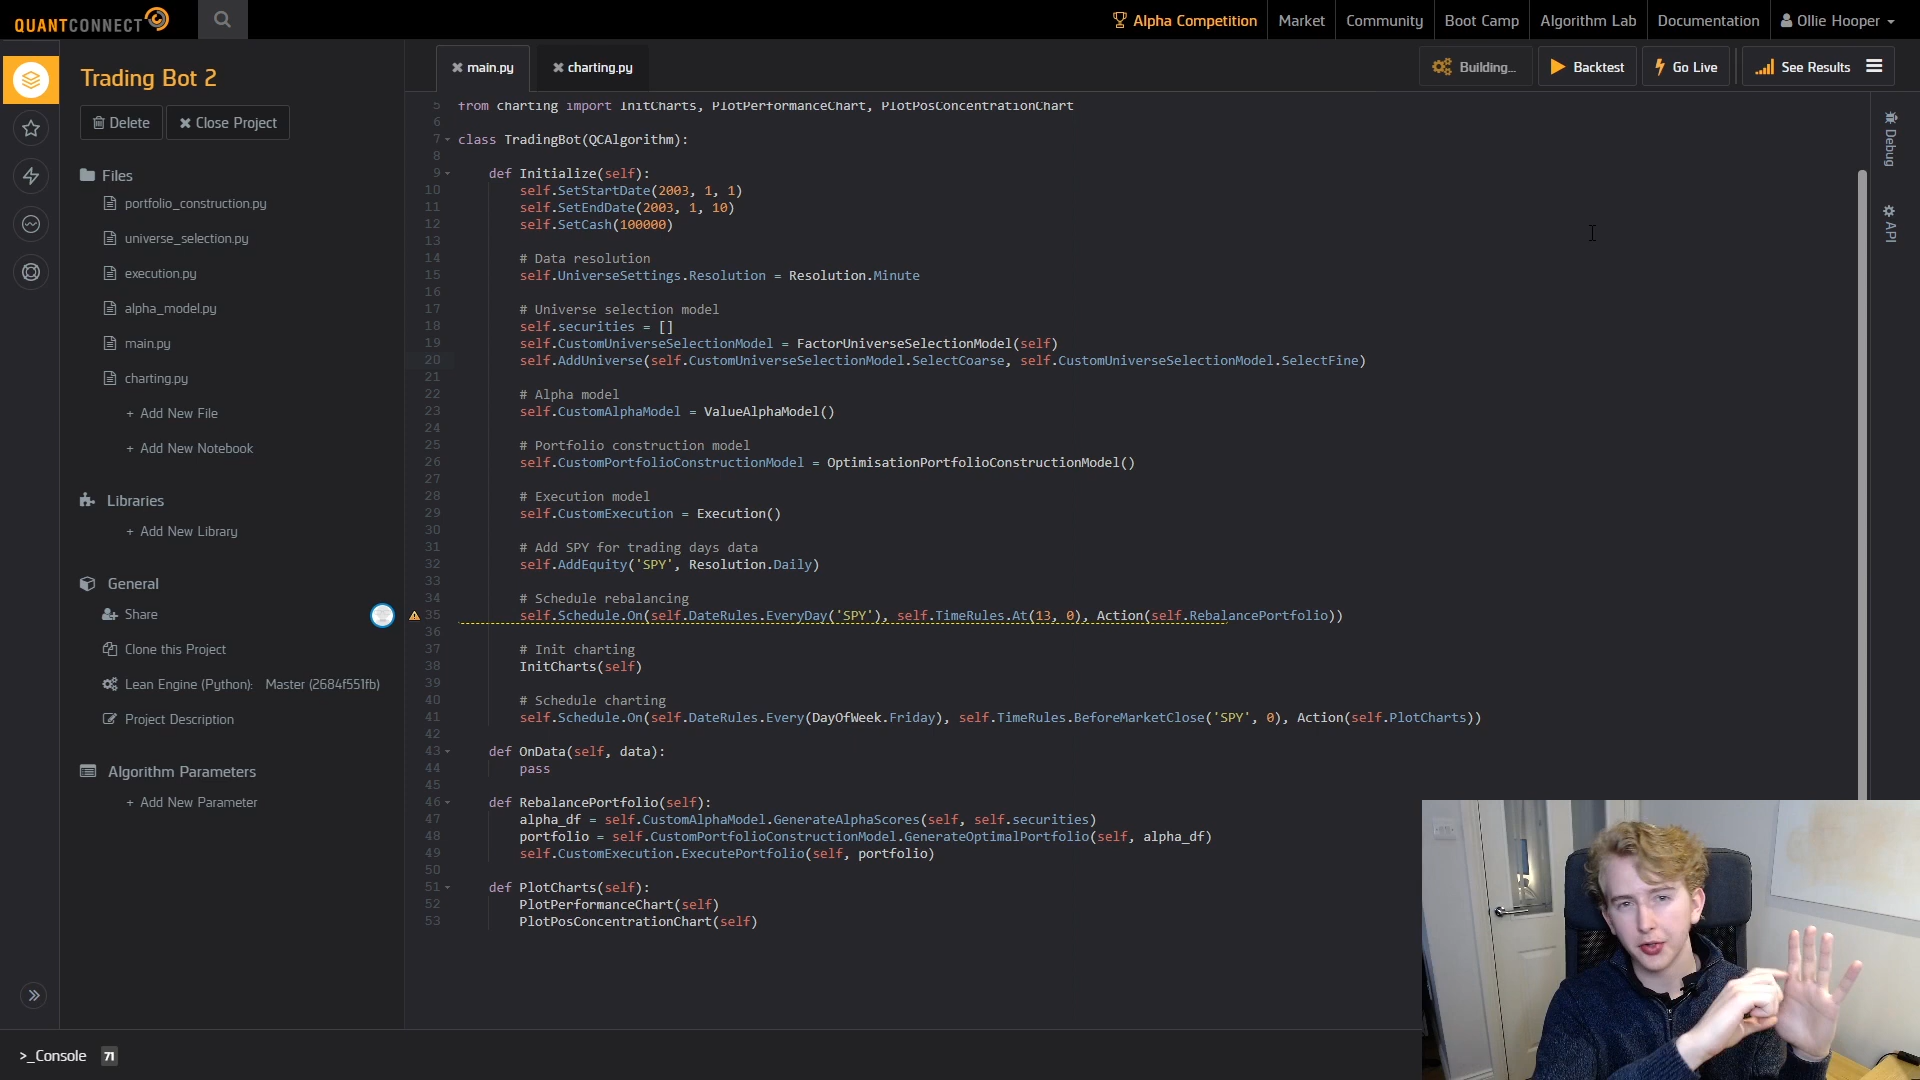 QUANTCONNECT
Alpha Competition
Market
Community
Boot Camp
Algorithm Lab
Documentation
Ollie Hooper
Trading Bot 2
Delete
Close Project
Files
portfolio_construction.py
universe_selection.py
execution.py
alpha_model.py
main.py
charting.py
+ Add New File
+ Add New Notebook
Libraries
+ Add New Library
General
Share
Clone this Project
Lean Engine (Python): Master (2684f551fb)
Project Description
Algorithm Parameters
+ Add New Parameter
main.py
charting.py
Building...
Backtest
Go Live
See Results
5 from charting import InitCharts, PlotPerformanceChart, PlotPosConcentrationChart
6
7 class TradingBot(QCAlgorithm):
8
9 def Initialize(self):
10 self.SetStartDate(2003, 1, 1)
11 self.SetEndDate(2003, 1, 10)
12 self.SetCash(100000)
13
14 # Data resolution
15 self.UniverseSettings.Resolution = Resolution.Minute
16
17 # Universe selection model
18 self.securities = []
19 self.CustomUniverseSelectionModel = FactorUniverseSelectionModel(self)
20 self.AddUniverse(self.CustomUniverseSelectionModel.SelectCoarse, self.CustomUniverseSelectionModel.SelectFine)
21
22 # Alpha model
23 self.CustomAlphaModel = ValueAlphaModel()
24
25 # Portfolio construction model
26 self.CustomPortfolioConstructionModel = OptimisationPortfolioConstructionModel()
27
28 # Execution model
29 self.CustomExecution = Execution()
30
31 # Add SPY for trading days data
32 self.AddEquity('SPY', Resolution.Daily)
33
34 # Schedule rebalancing
35 self.Schedule.On(self.DateRules.EveryDay('SPY'), self.TimeRules.At(13, 0), Action(self.RebalancePortfolio))
36
37 # Init charting
38 InitCharts(self)
39
40 # Schedule charting
41 self.Schedule.On(self.DateRules.Every(DayOfWeek.Friday), self.TimeRules.BeforeMarketClose('SPY', 0), Action(self.PlotCharts))
42
43 def OnData(self, data):
44 pass
45
46 def RebalancePortfolio(self):
47 alpha_df = self.CustomAlphaModel.GenerateAlphaScores(self, self.securities)
48 portfolio = self.CustomPortfolioConstructionModel.GenerateOptimalPortfolio(self, alpha_df)
49 self.CustomExecution.ExecutePortfolio(self, portfolio)
50
51 def PlotCharts(self):
52 PlotPerformanceChart(self)
53 PlotPosConcentrationChart(self)
Debug
API
>_Console 71